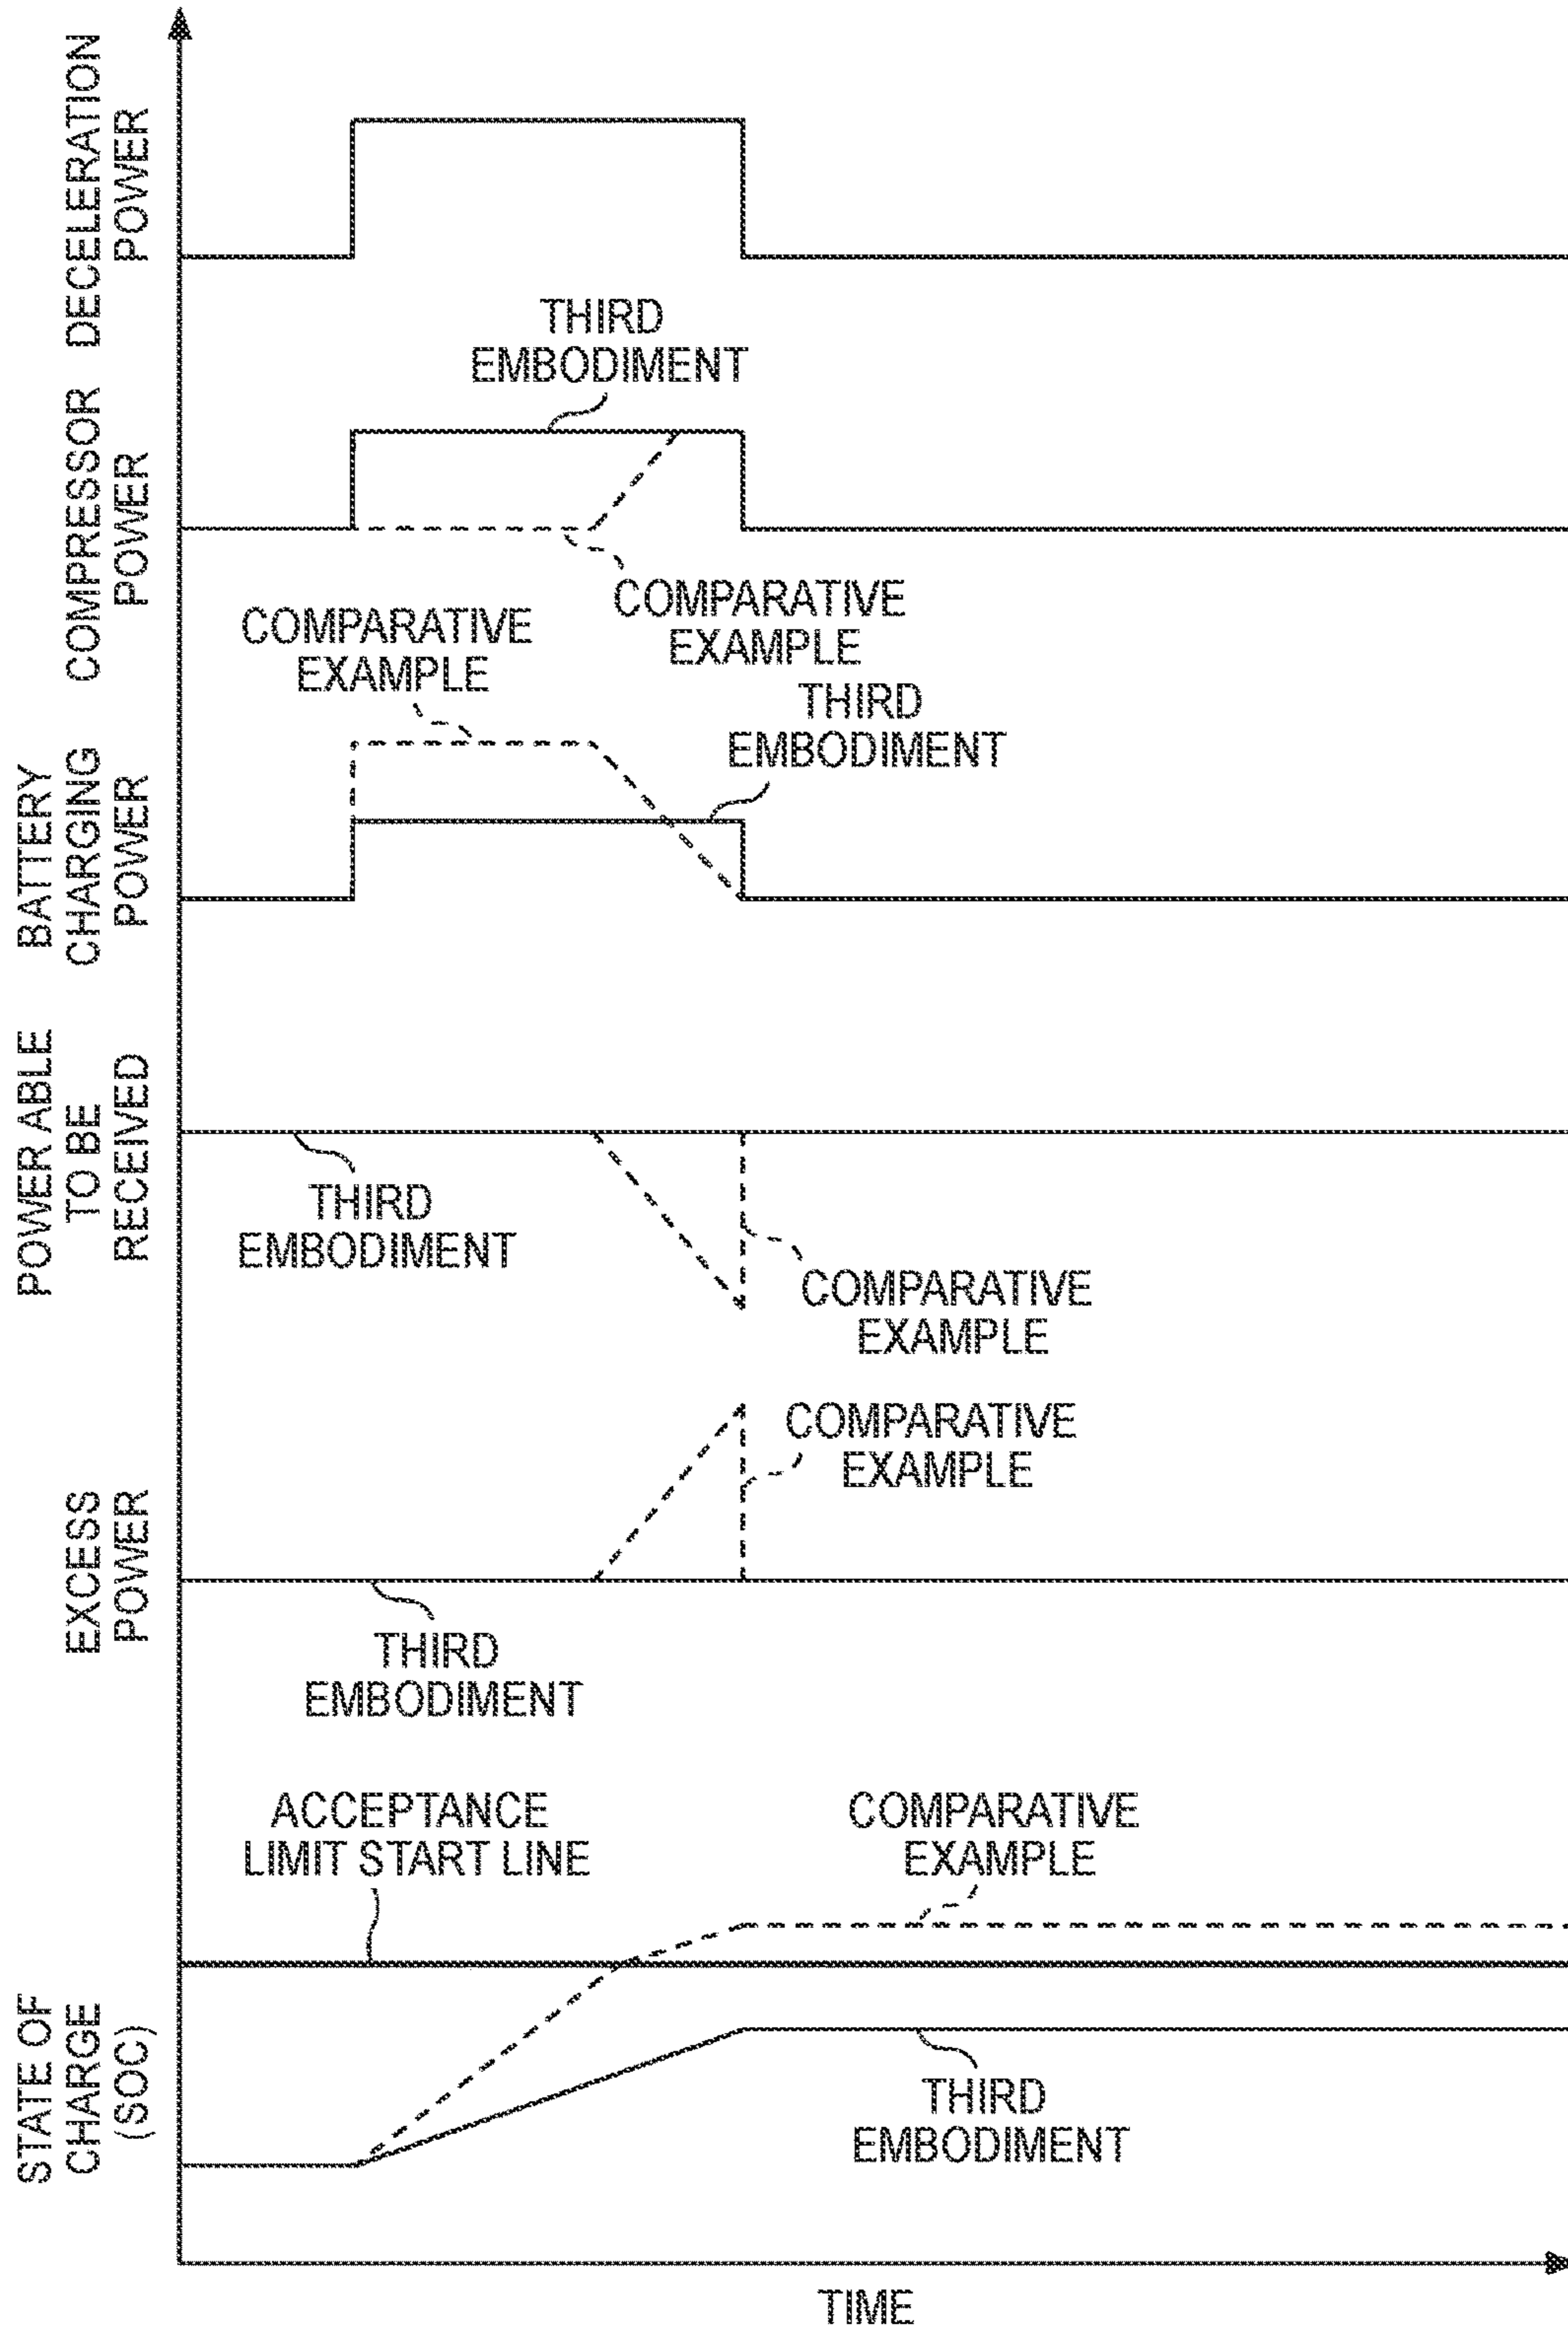 DECELERATION
POWER
THIRD
EMBODIMENT
COMPRESSOR
POWER
COMPARATIVE
EXAMPLE
COMPARATIVE
EXAMPLE
THIRD
EMBODIMENT
BATTERY
CHARGING
POWER
POWER ABLE
TO BE
RECEIVED
THIRD
EMBODIMENT
COMPARATIVE
EXAMPLE
COMPARATIVE
EXAMPLE
EXCESS
POWER
THIRD
EMBODIMENT
ACCEPTANCE
LIMIT START LINE
COMPARATIVE
EXAMPLE
STATE OF
CHARGE
(SOC)
THIRD
EMBODIMENT
TIME